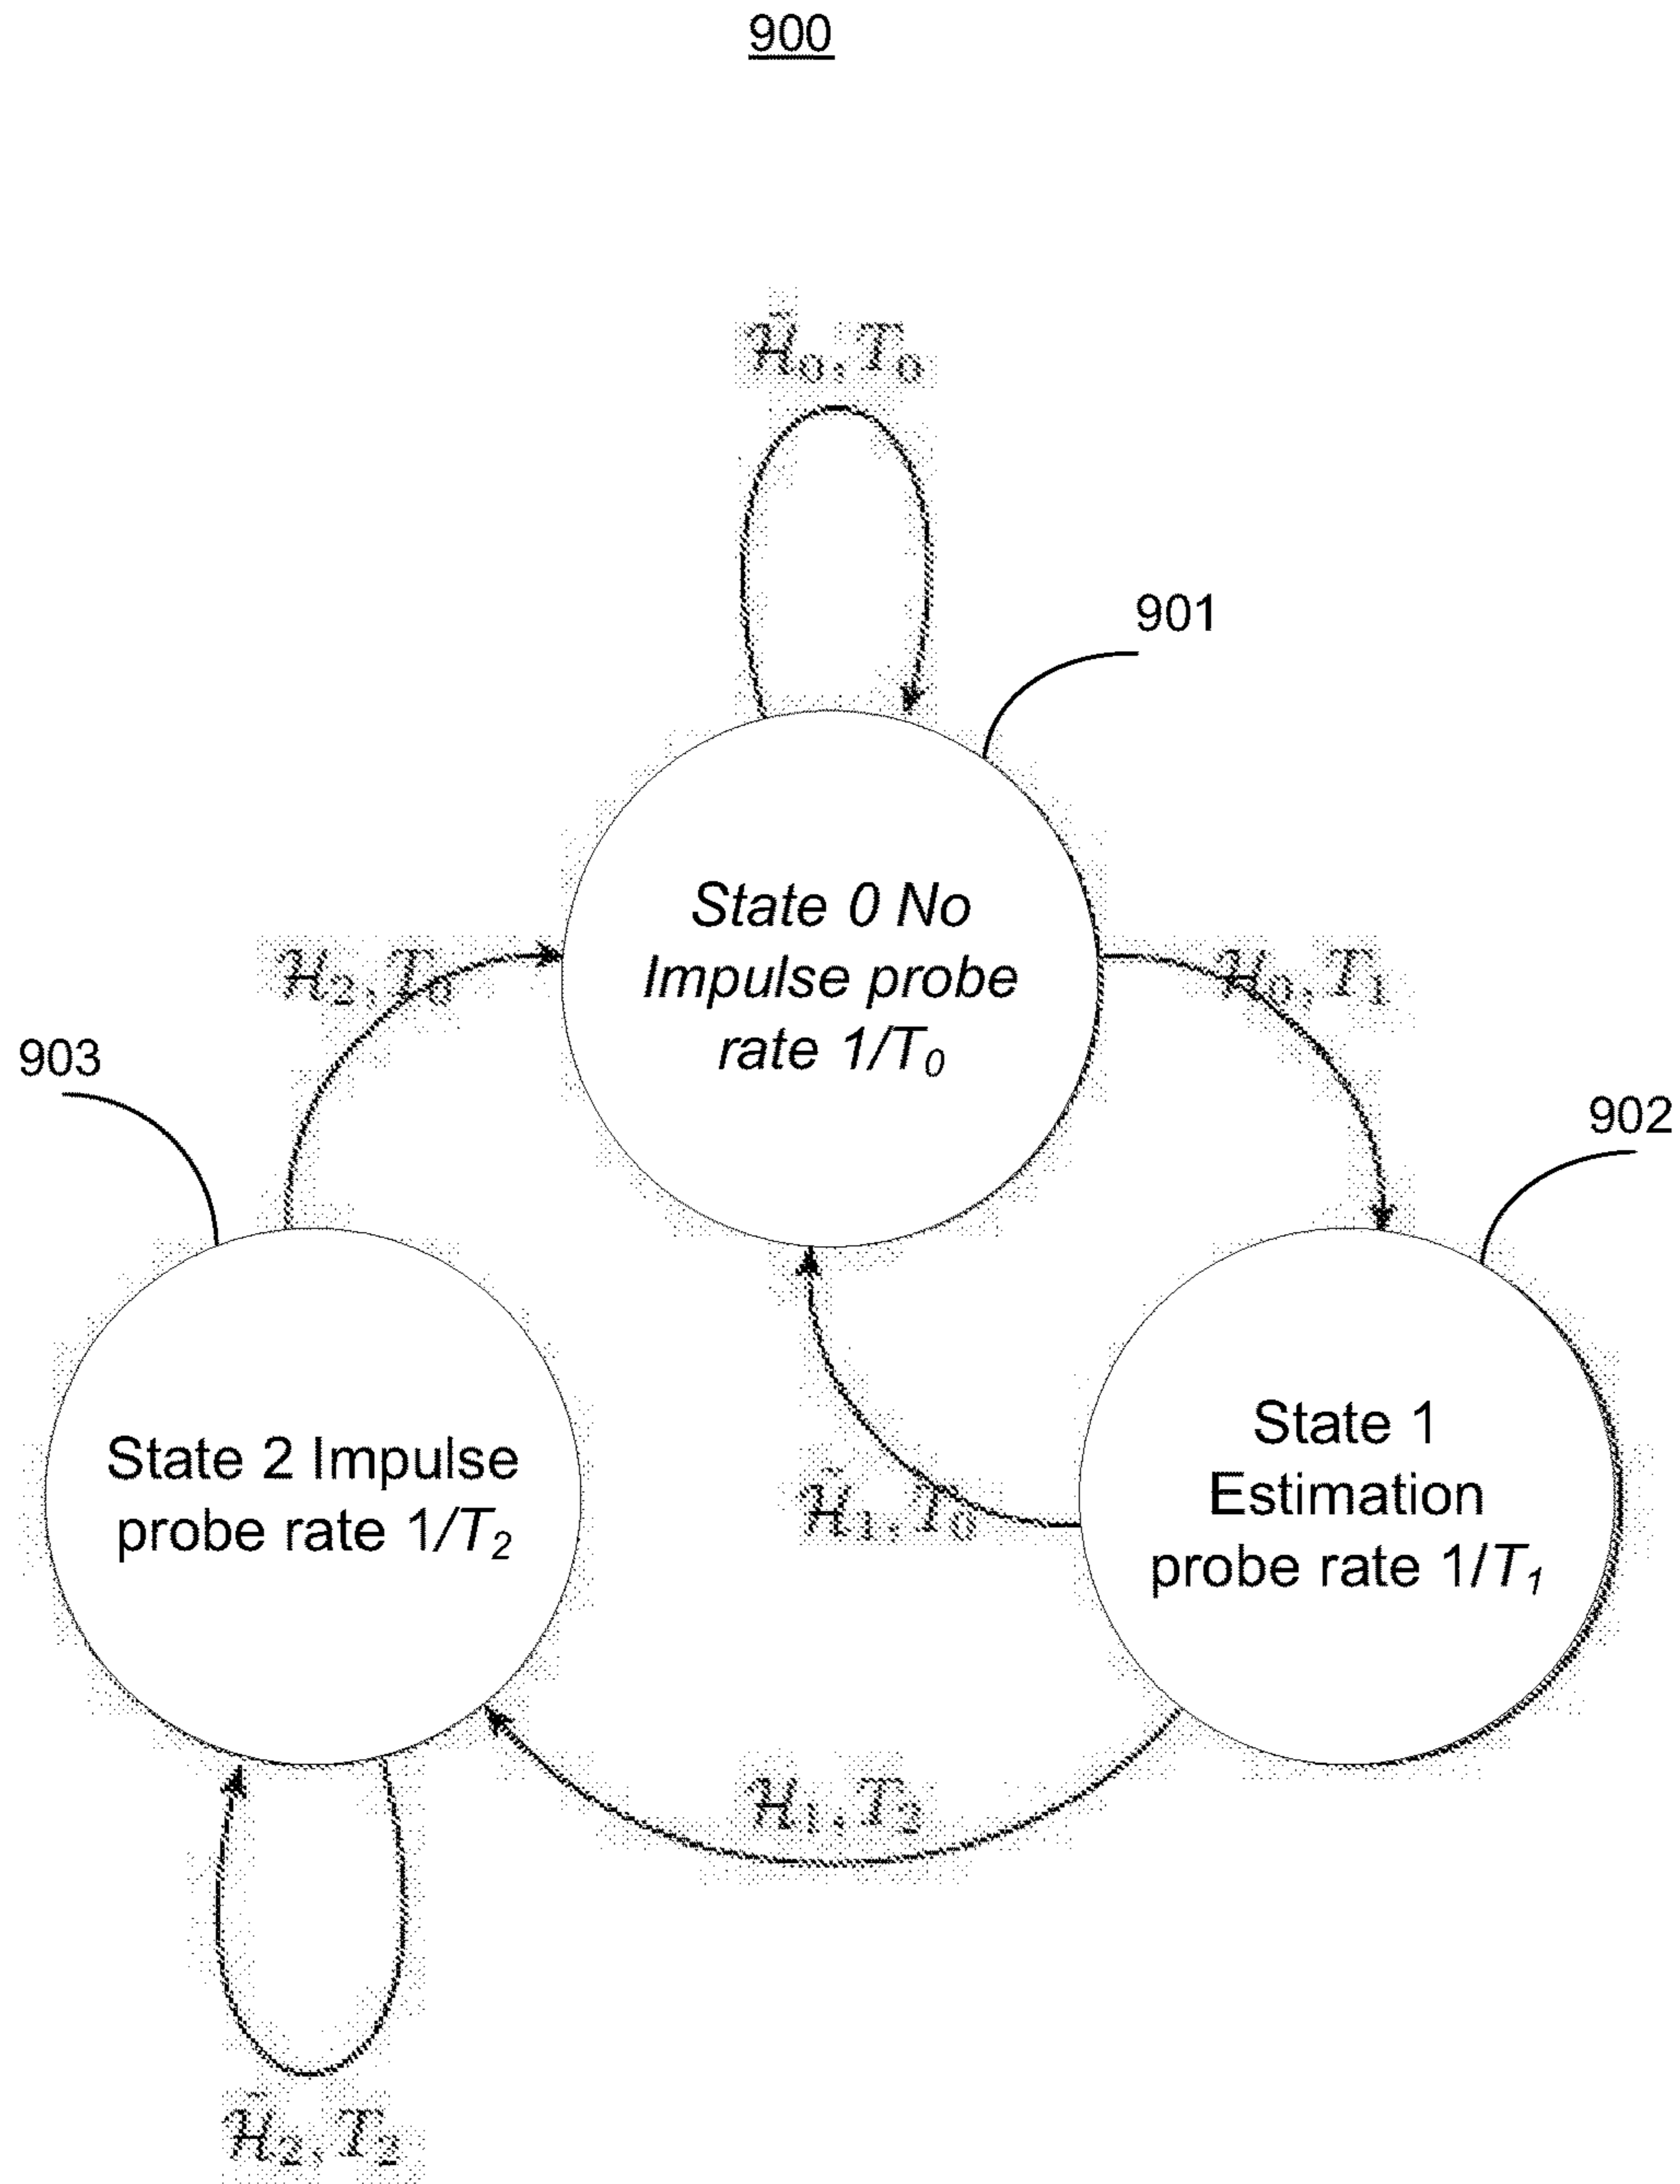 900
H̃₀, T₀
901
State 0 No
Impulse probe
rate 1/T₀
H₂, T₀
H₀, T₁
903
902
State 2 Impulse
probe rate 1/T₂
State 1
Estimation
probe rate 1/T₁
H̃₁, T₀
H₁, T₂
H̃₂, T₂